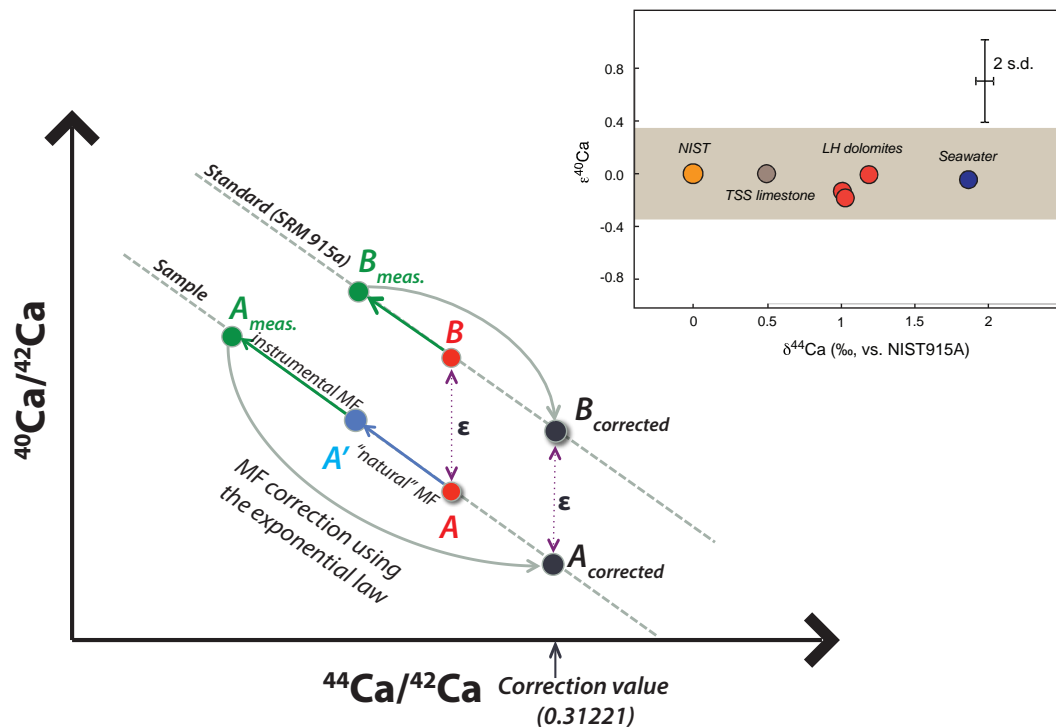 0.8
0.4
0.0
-0.4
-0.8
ε⁴⁰Ca
2 s.d.
NIST
TSS limestone
LH dolomites
Seawater
0
0.5
1
1.5
2
δ⁴⁴Ca (‰, vs. NIST915A)
⁴⁰Ca/⁴²Ca
Standard (SRM 915a)
Sample
B meas.
A meas.
B
instrumental MF
ε
A′
"natural" MF
A
B corrected
ε
A corrected
MF correction using
the exponential law
⁴⁴Ca/⁴²Ca
Correction value
(0.31221)